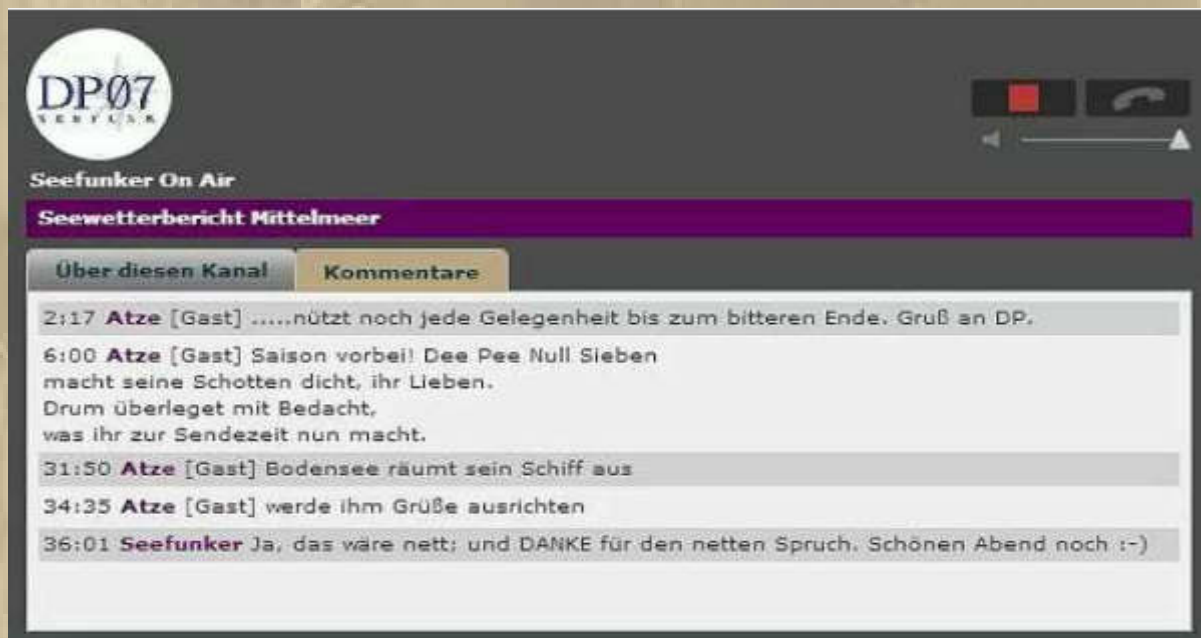 DP07
SEEFUNK
Seefunker On Air
Seewetterbericht Mittelmeer
Über diesen Kanal
Kommentare
2:17 Atze [Gast] .....nützt noch jede Gelegenheit bis zum bitteren Ende. Gruß an DP.
6:00 Atze [Gast] Saison vorbei! Dee Pee Null Sieben
macht seine Schotten dicht, ihr Lieben.
Drum überleget mit Bedacht,
was ihr zur Sendezeit nun macht.
31:50 Atze [Gast] Bodensee räumt sein Schiff aus
34:35 Atze [Gast] werde ihm Grüße ausrichten
36:01 Seefunker Ja, das wäre nett; und DANKE für den netten Spruch. Schönen Abend noch :-)